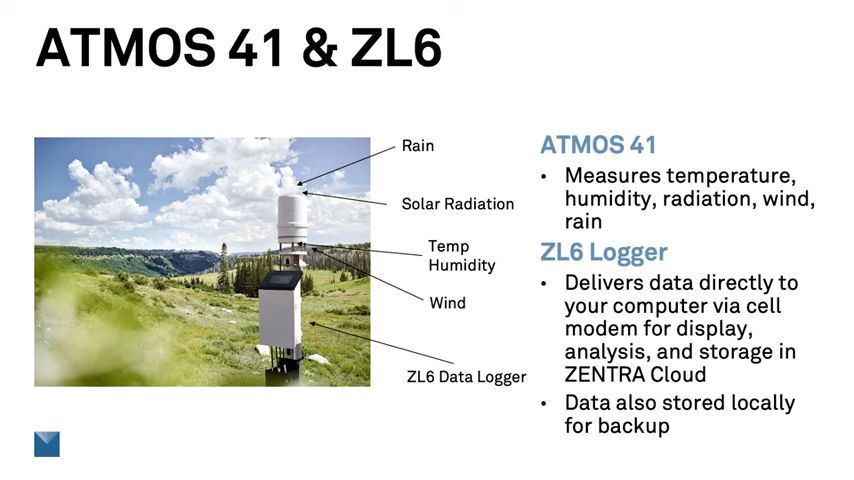 ATMOS 41 & ZL6
Rain
Solar Radiation
Temp
Humidity
Wind
ZL6 Data Logger
ATMOS 41
• Measures temperature,
humidity, radiation, wind,
rain
ZL6 Logger
• Delivers data directly to
your computer via cell
modem for display,
analysis, and storage in
ZENTRA Cloud
• Data also stored locally
for backup